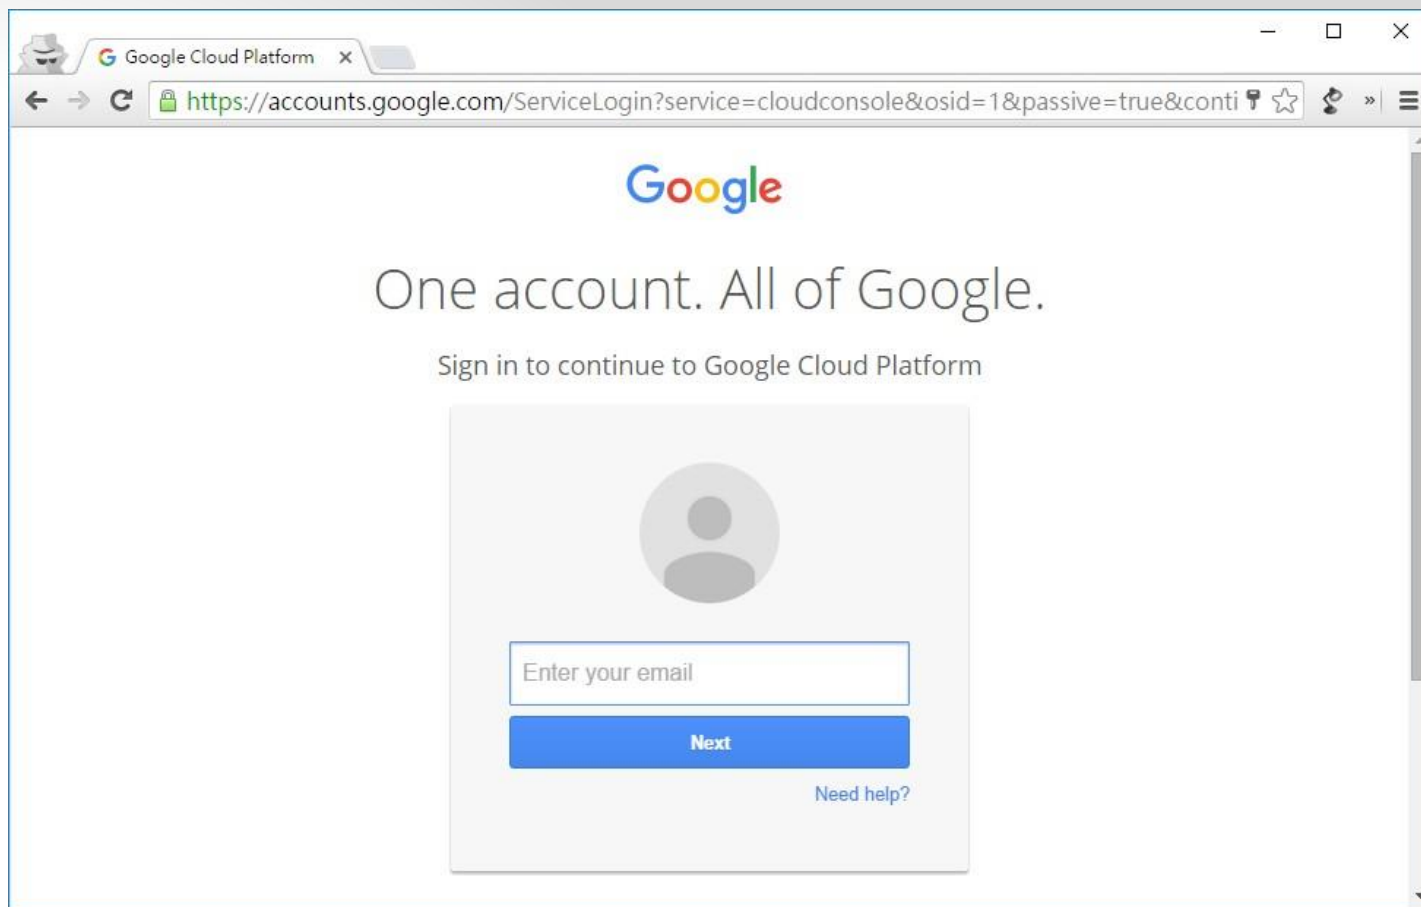 Google Cloud Platform
https://accounts.google.com/ServiceLogin?service=cloudconsole&osid=1&passive=true&conti
Google
One account. All of Google.
Sign in to continue to Google Cloud Platform
Enter your email
Next
Need help?